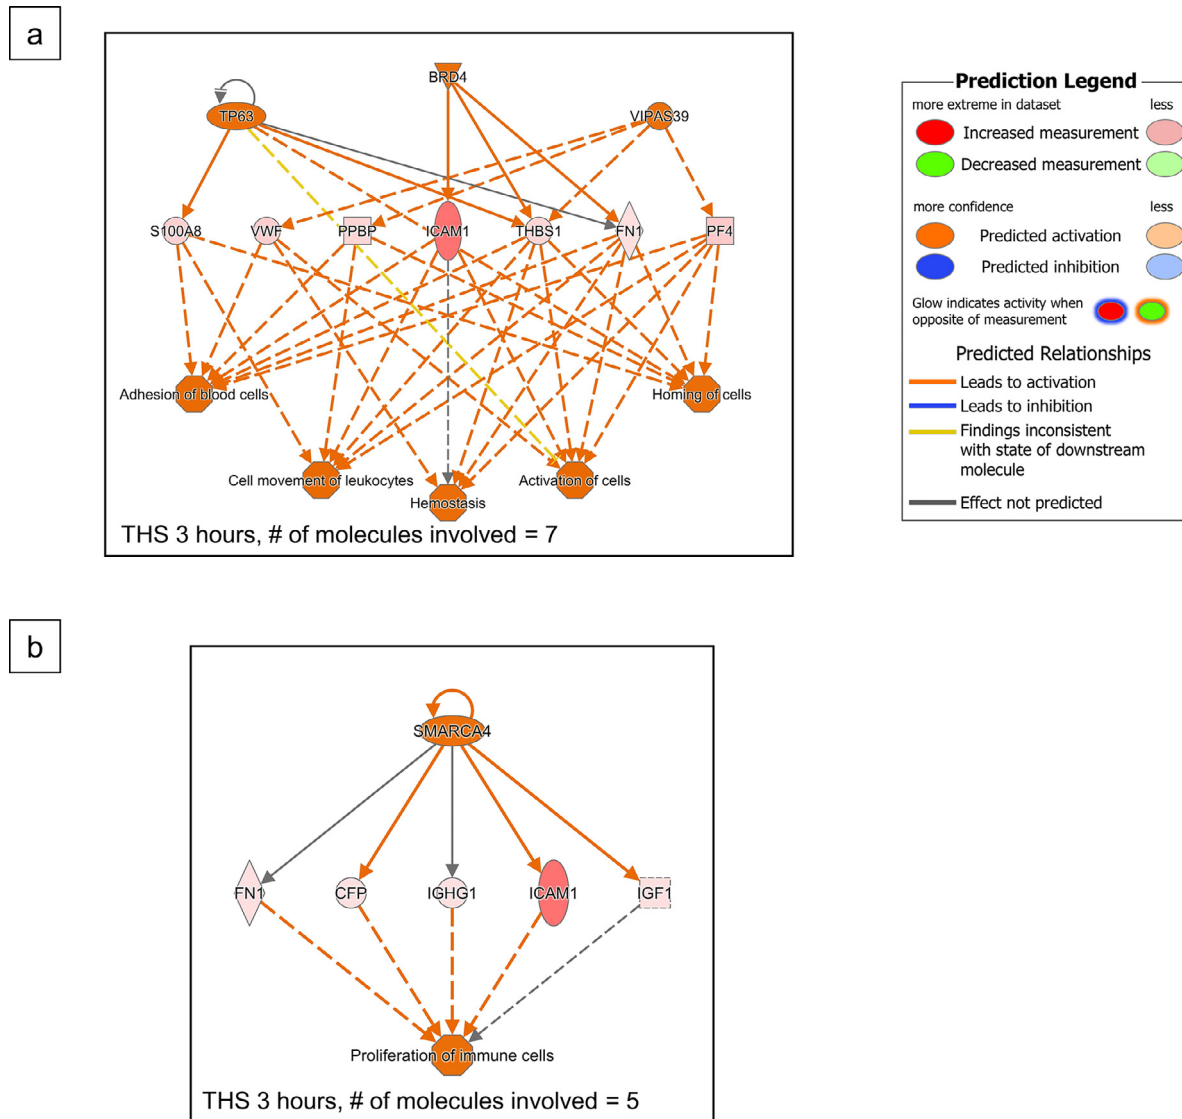 a
BRD4
TP63
VIPAS39
S100A8 VWF PPBP ICAM1 THBS1 FN1 PF4
Adhesion of blood cells Homing of cells
Cell movement of leukocytes Activation of cells
Hemostasis
THS 3 hours, # of molecules involved = 7
Prediction Legend
more extreme in dataset less
Increased measurement
Decreased measurement
more confidence less
Predicted activation
Predicted inhibition
Glow indicates activity when
opposite of measurement
Predicted Relationships
Leads to activation
Leads to inhibition
Findings inconsistent
with state of downstream
molecule
Effect not predicted
b
SMARCA4
FN1 CFP IGHG1 ICAM1 IGF1
Proliferation of immune cells
THS 3 hours, # of molecules involved = 5